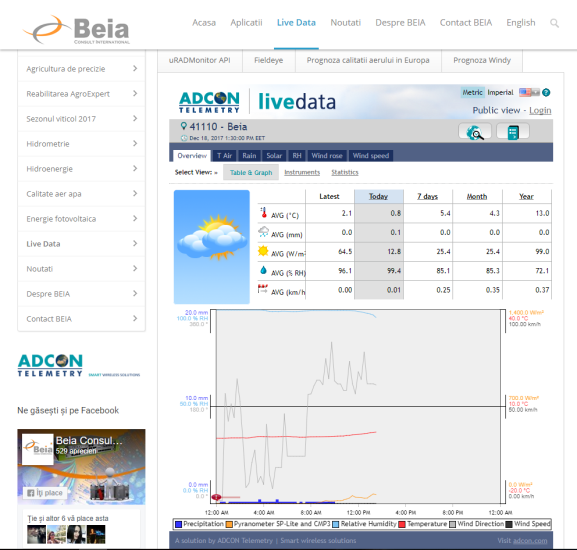 Beia
CONSULT INTERNATIONAL
Acasa Aplicatii Live Data Noutati Despre BEIA Contact BEIA English
Agricultura de precizie
Reabilitarea AgroExpert
Sezonul viticol 2017
Hidrometrie
Hidroenergie
Calitate aer apa
Energie fotovoltaica
Live Data
Noutati
Despre BEIA
Contact BEIA
ADCON
TELEMETRY SMART WIRELESS SOLUTIONS
Ne găsești și pe Facebook
Beia
Beia Consul...
529 aprecieri
Îți place
Ție și altor 6 vă place asta
uRADMonitor API Fieldeye Prognoza calitatii aerului in Europa Prognoza Windy
ADCON
TELEMETRY
livedata
Metric Imperial
Public view - Login
41110 - Beia
Dec 18, 2017 1:30:00 PM EET
Overview T Air Rain Solar RH Wind rose Wind speed
Select View: » Table & Graph Instruments Statistics
Latest Today 7 days Month Year
AVG (°C) 2.1 0.8 5.4 4.3 13.0
AVG (mm) 0.0 0.1 0.0 0.0 0.0
AVG (W/m² 64.5 12.8 25.4 25.4 99.0
AVG (% RH) 96.1 99.4 85.1 85.3 72.1
AVG (km/h 0.00 0.01 0.25 0.35 0.37
20.0 mm
100.0 % RH
360.0 °
1,400.0 W/m²
40.0 °C
100.00 km/h
10.0 mm
50.0 % RH
180.0 °
700.0 W/m²
10.0 °C
50.00 km/h
0.0 mm
0.0 % RH
0.0 °
0.0 W/m²
-20.0 °C
0.00 km/h
12:00 AM 4:00 AM 8:00 AM 12:00 PM 4:00 PM 8:00 PM 12:00 AM
Precipitation Pyranometer SP-Lite and CMP3 Relative Humidity Temperature Wind Direction Wind Speed
A solution by ADCON Telemetry | Smart wireless solutions Visit adcon.com